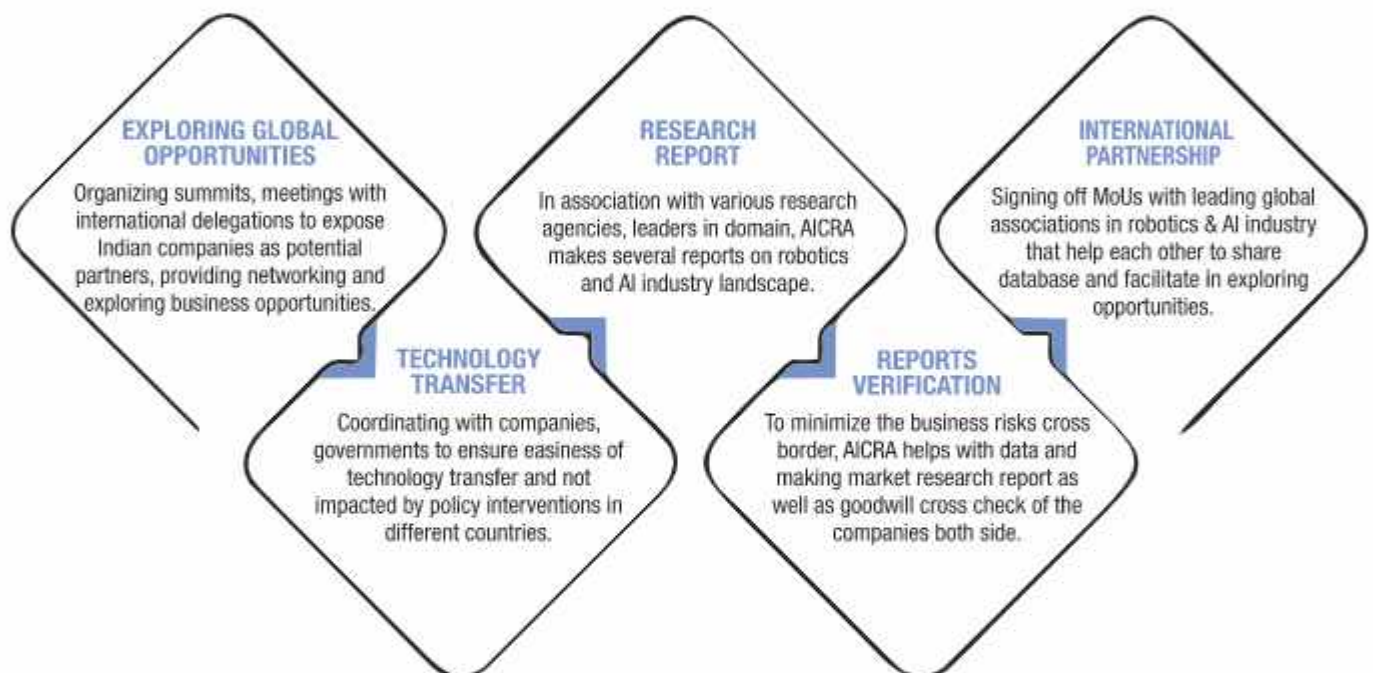 EXPLORING GLOBAL
OPPORTUNITIES
Organizing summits, meetings with
international delegations to expose
Indian companies as potential
partners, providing networking and
exploring business opportunities.
TECHNOLOGY
TRANSFER
Coordinating with companies,
governments to ensure easiness of
technology transfer and not
impacted by policy interventions in
different countries.
RESEARCH
REPORT
In association with various research
agencies, leaders in domain, AICRA
makes several reports on robotics
and AI industry landscape.
REPORTS
VERIFICATION
To minimize the business risks cross
border, AICRA helps with data and
making market research report as
well as goodwill cross check of the
companies both side.
INTERNATIONAL
PARTNERSHIP
Signing off MoUs with leading global
associations in robotics & AI industry
that help each other to share
database and facilitate in exploring
opportunities.